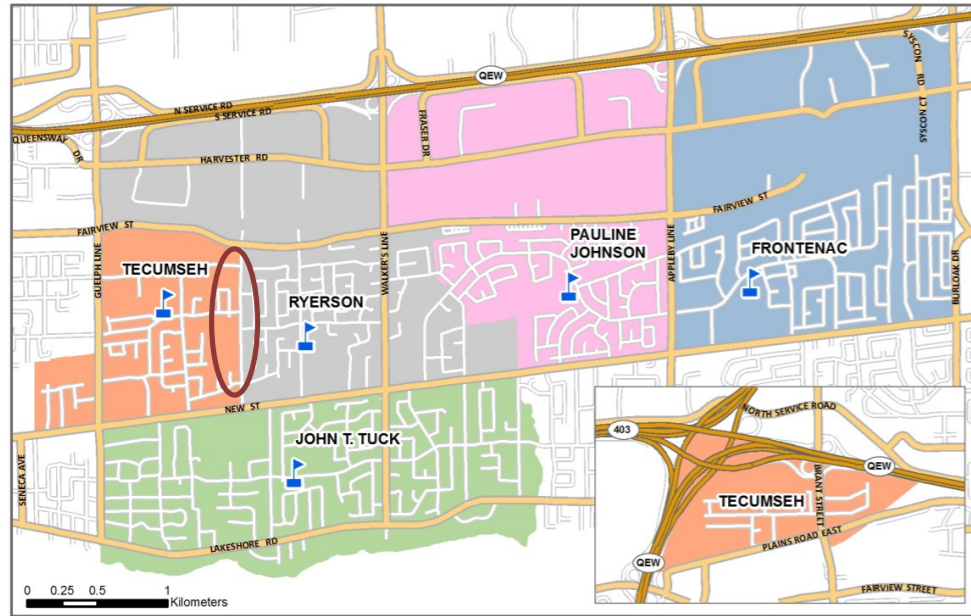 SYSCON RD
QEW
N SERVICE RD
S SERVICE RD
QUEENSWAY DR
FRASER DR
SYSCON CT
HARVESTER RD
FAIRVIEW ST
FAIRVIEW ST
GUELPH LINE
WALKER'S LINE
APPLEBY LINE
BURLOAK DR
TECUMSEH
PAULINE
JOHNSON
FRONTENAC
RYERSON
NEW ST
JOHN T. TUCK
SENECA AVE
LAKESHORE RD
0 0.25 0.5 1
Kilometers
NORTH SERVICE ROAD
403
QEW
BRANT STREET
TECUMSEH
PLAINS ROAD EAST
QEW
FAIRVIEW STREET